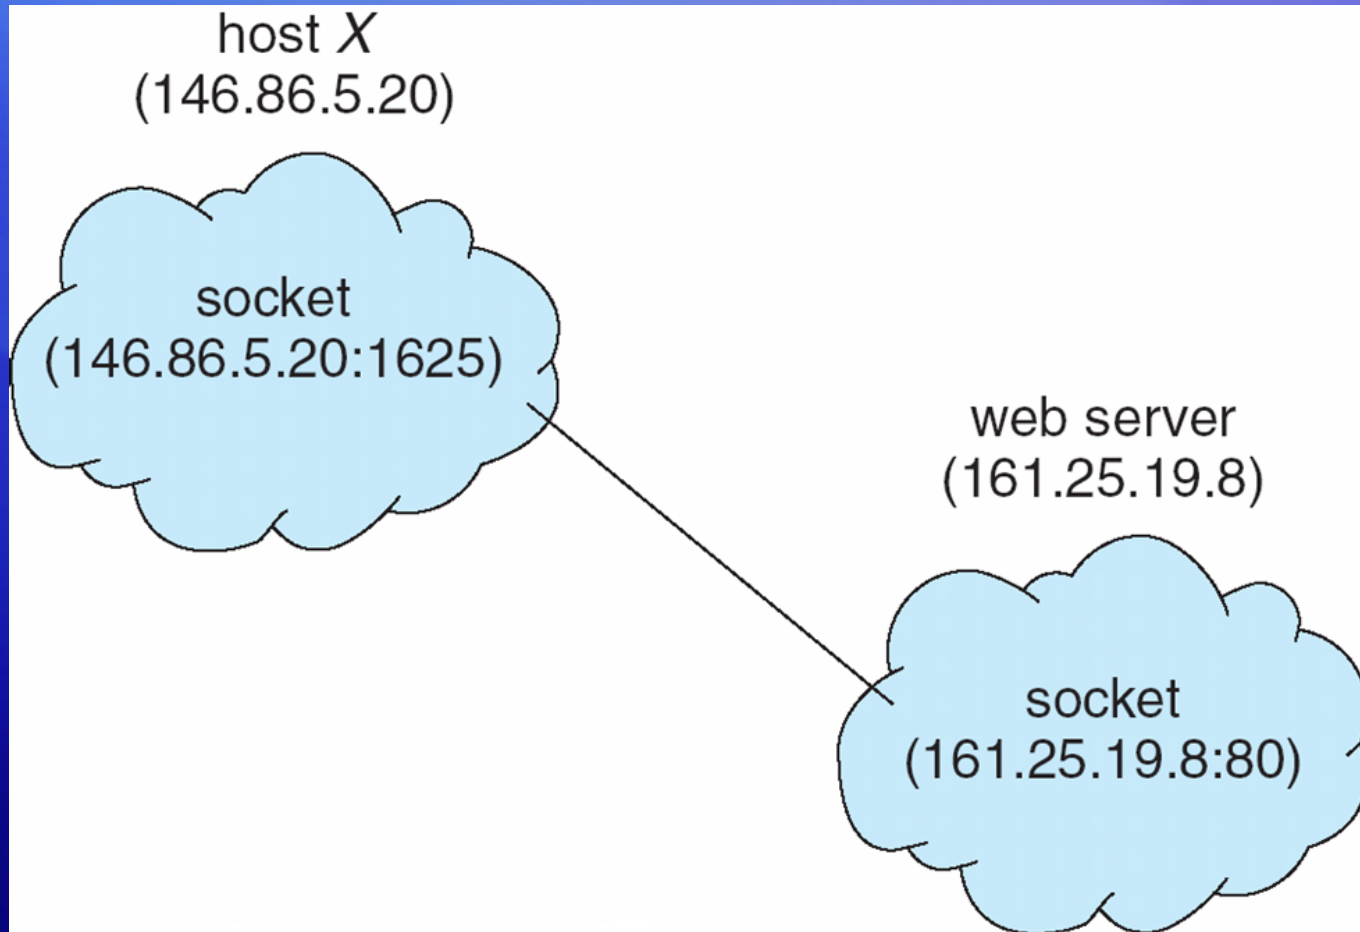 host X
(146.86.5.20)
socket
(146.86.5.20:1625)
web server
(161.25.19.8)
socket
(161.25.19.8:80)